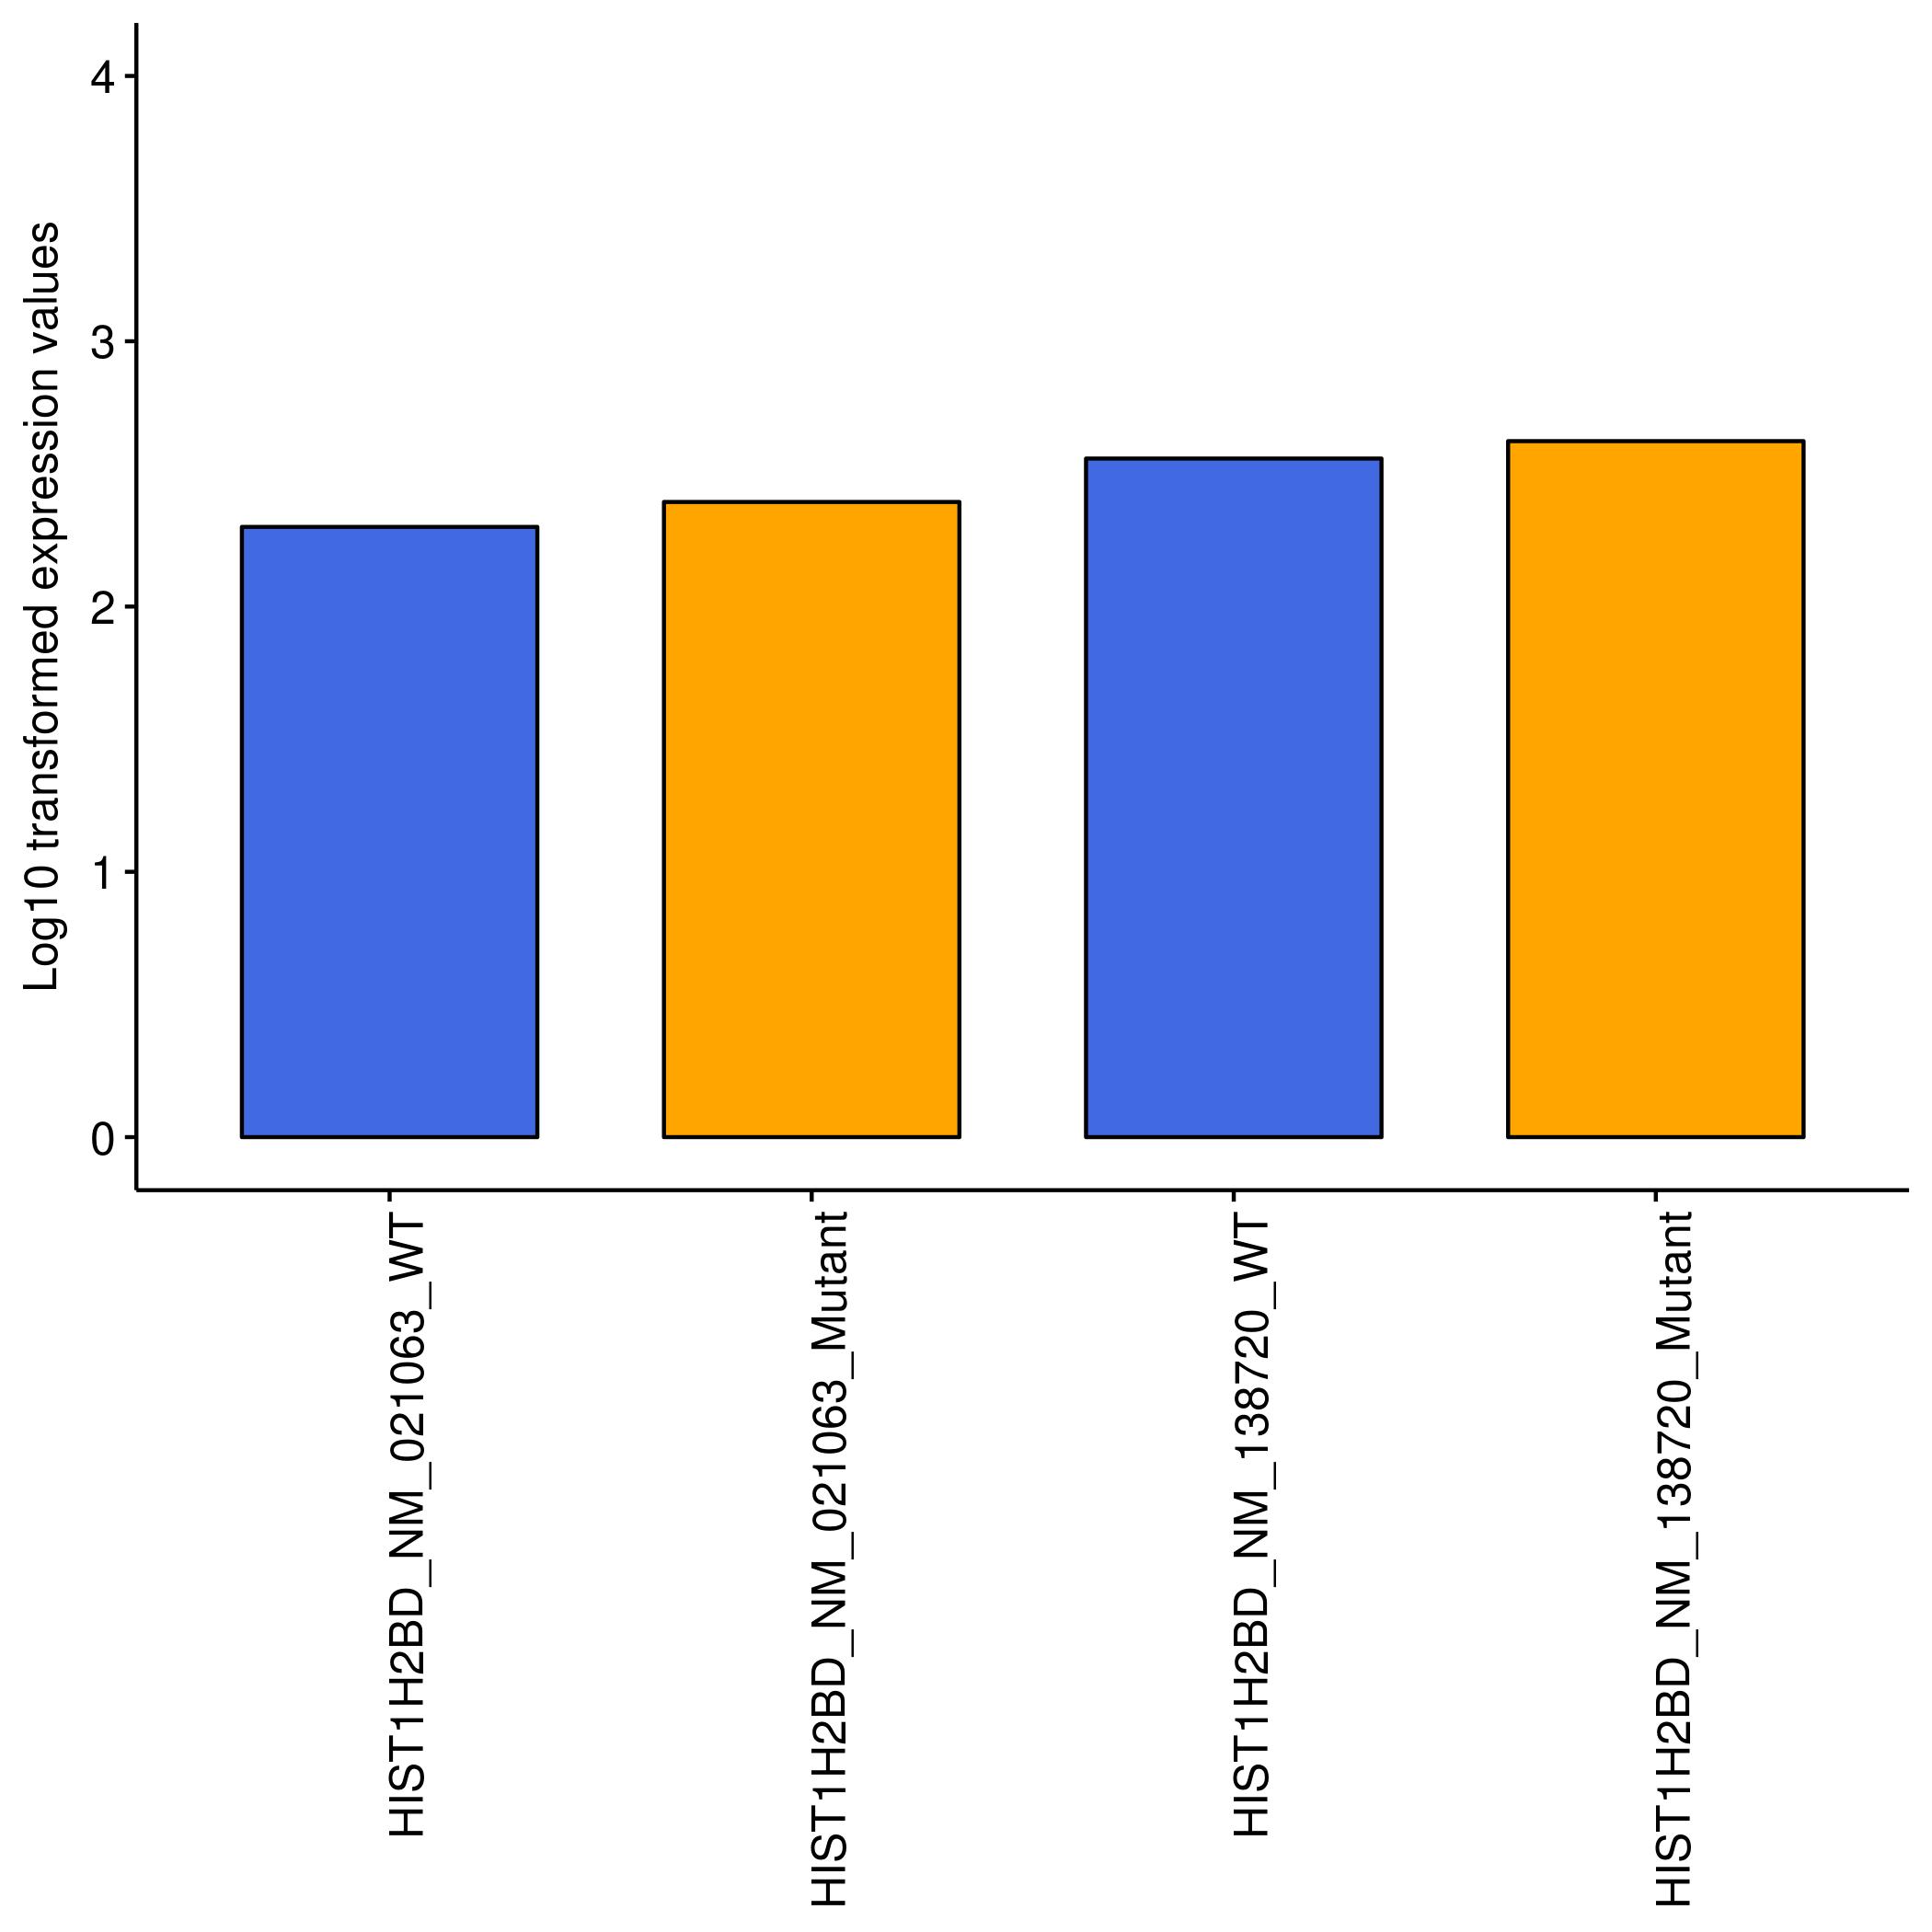 Log10 transformed expression values
4
3
2
1
0
HIST1H2BD_NM_021063_WT
HIST1H2BD_NM_021063_Mutant
HIST1H2BD_NM_138720_WT
HIST1H2BD_NM_138720_Mutant